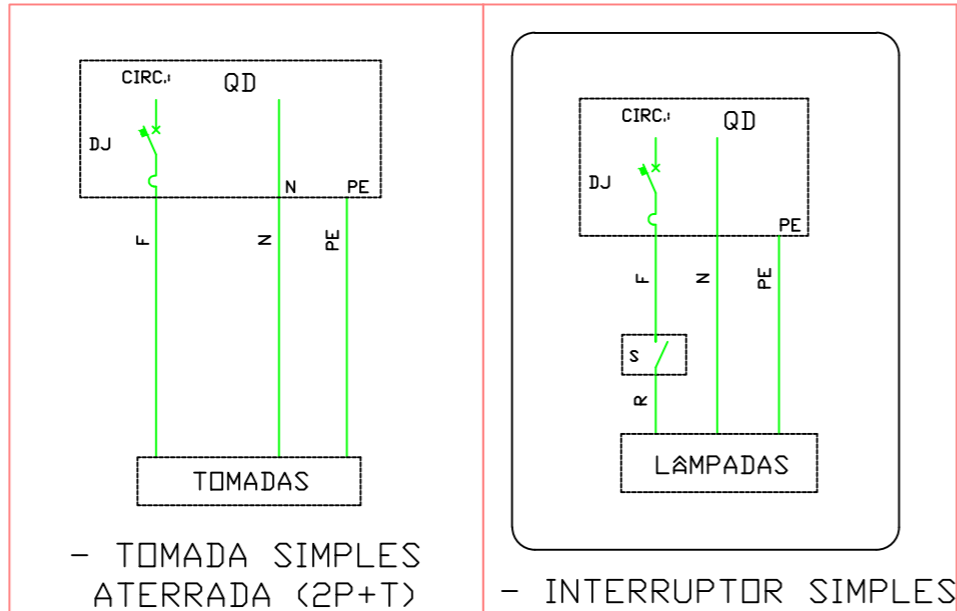 CIRC.: QD
DJ
N PE
F N PE
TOMADAS
- TOMADA SIMPLES
ATERRADA (2P+T)
CIRC.: QD
DJ
PE
F N PE
S
R
LÂMPADAS
- INTERRUPTOR SIMPLES